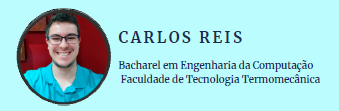 CARLOS REIS
Bacharel em Engenharia da Computação
Faculdade de Tecnologia Termomecânica